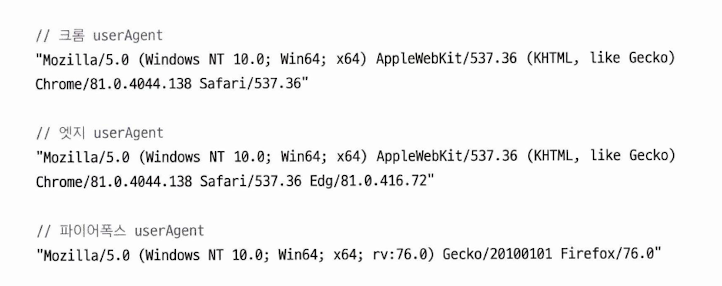 // 크롬 userAgent
"Mozilla/5.0 (Windows NT 10.0; Win64; x64) AppleWebKit/537.36 (KHTML, like Gecko)
Chrome/81.0.4044.138 Safari/537.36"
// 엣지 userAgent
"Mozilla/5.0 (Windows NT 10.0; Win64; x64) AppleWebKit/537.36 (KHTML, like Gecko)
Chrome/81.0.4044.138 Safari/537.36 Edg/81.0.416.72"
// 파이어폭스 userAgent
"Mozilla/5.0 (Windows NT 10.0; Win64; x64; rv:76.0) Gecko/20100101 Firefox/76.0"